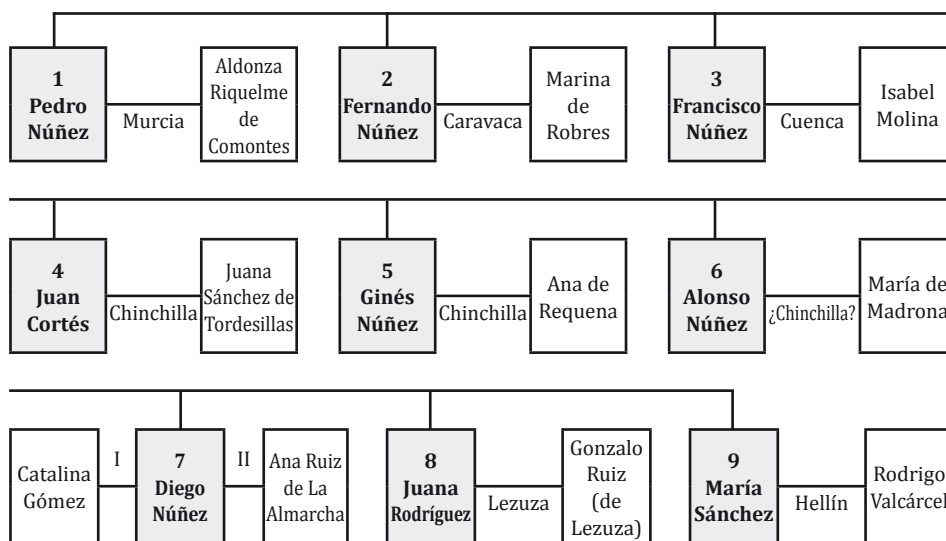 1
Pedro
Núñez
Murcia
Aldonza
Riquelme
de
Comontes
2
Fernando
Núñez
Caravaca
Marina
de
Robres
3
Francisco
Núñez
Cuenca
Isabel
Molina
4
Juan
Cortés
Chinchilla
Juana
Sánchez de
Tordesillas
5
Ginés
Núñez
Chinchilla
Ana de
Requena
6
Alonso
Núñez
¿Chinchilla?
María de
Madrona
Catalina
Gómez
I
7
Diego
Núñez
II
Ana Ruiz
de La
Almarcha
8
Juana
Rodríguez
Lezuza
Gonzalo
Ruiz
(de
Lezuza)
9
María
Sánchez
Hellín
Rodrigo
Valcárcel